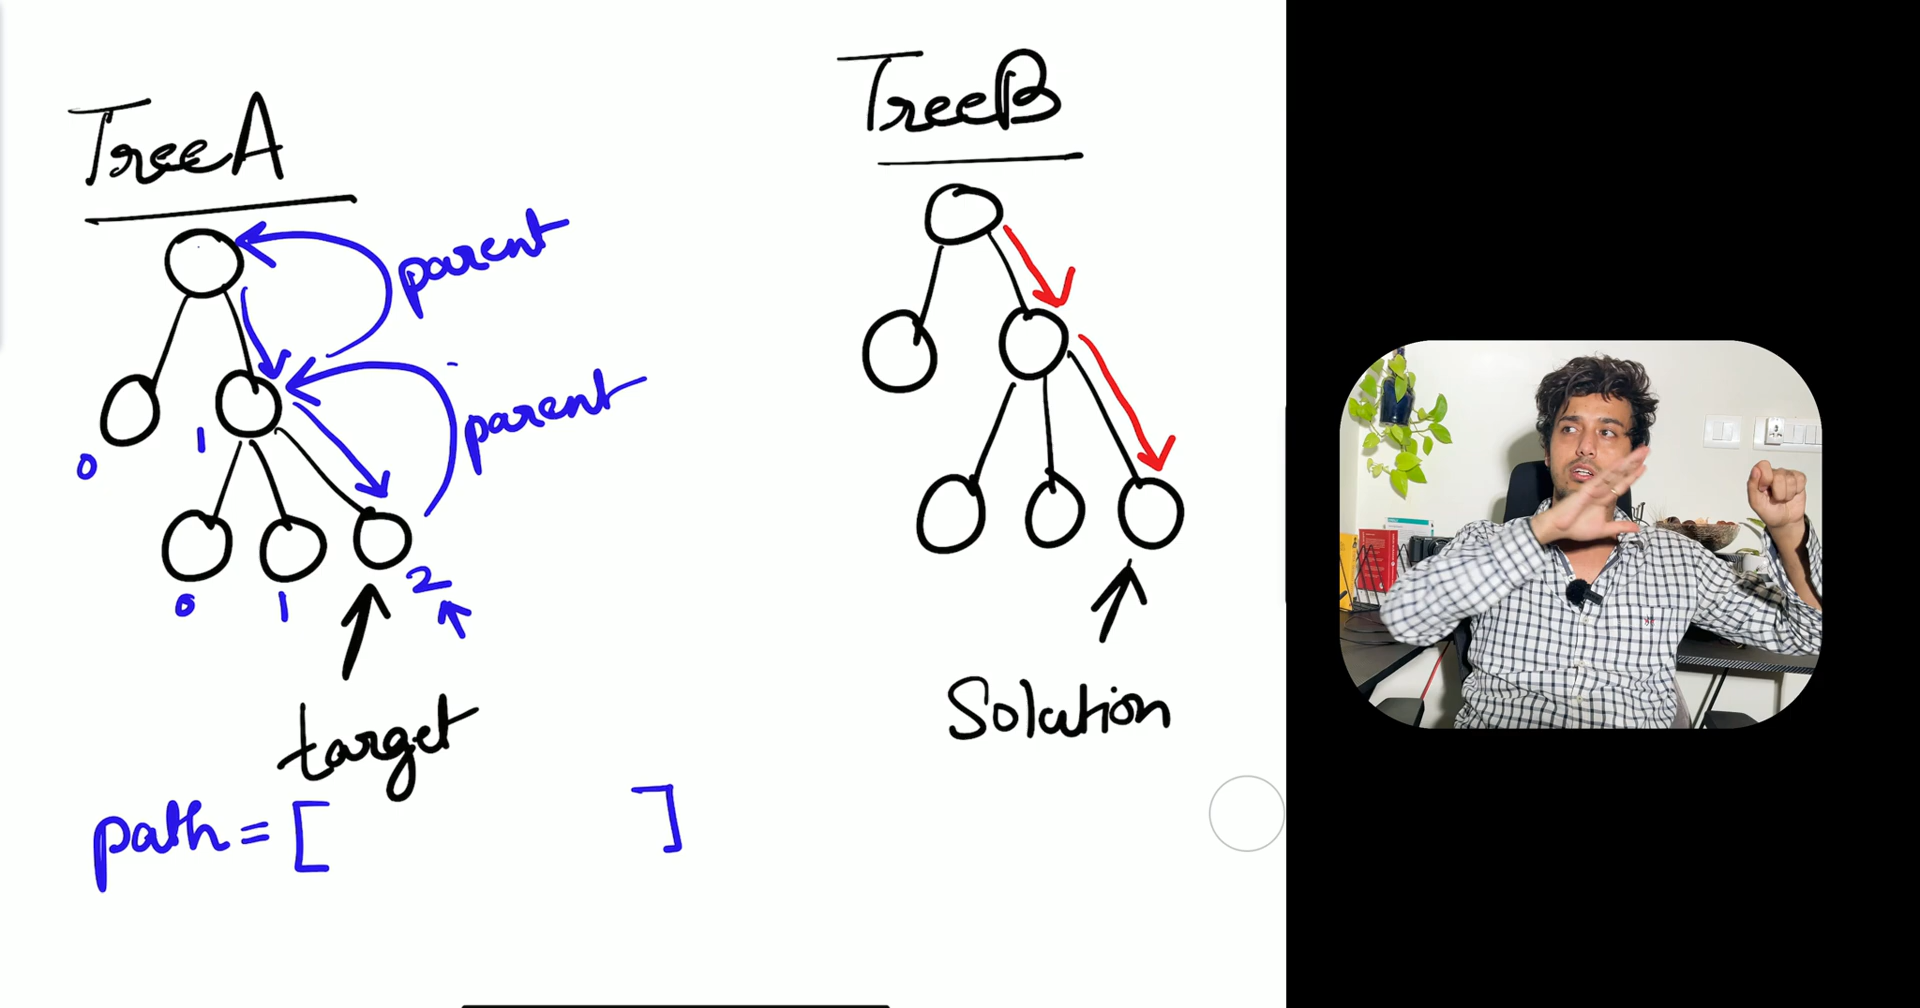 TreeA
parent
parent
0
1
0
1
2
target
path = [ ]
TreeB
Solution